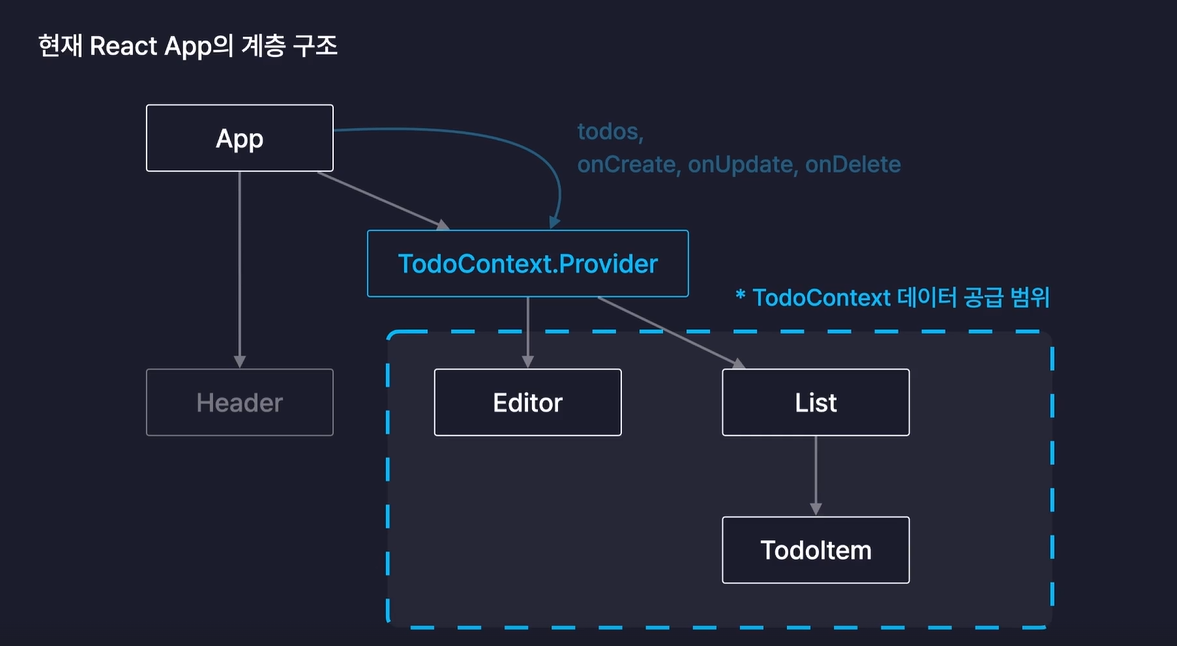 현재 React App의 계층 구조
App
todos,
onCreate, onUpdate, onDelete
TodoContext.Provider
* TodoContext 데이터 공급 범위
Header
Editor
List
TodoItem